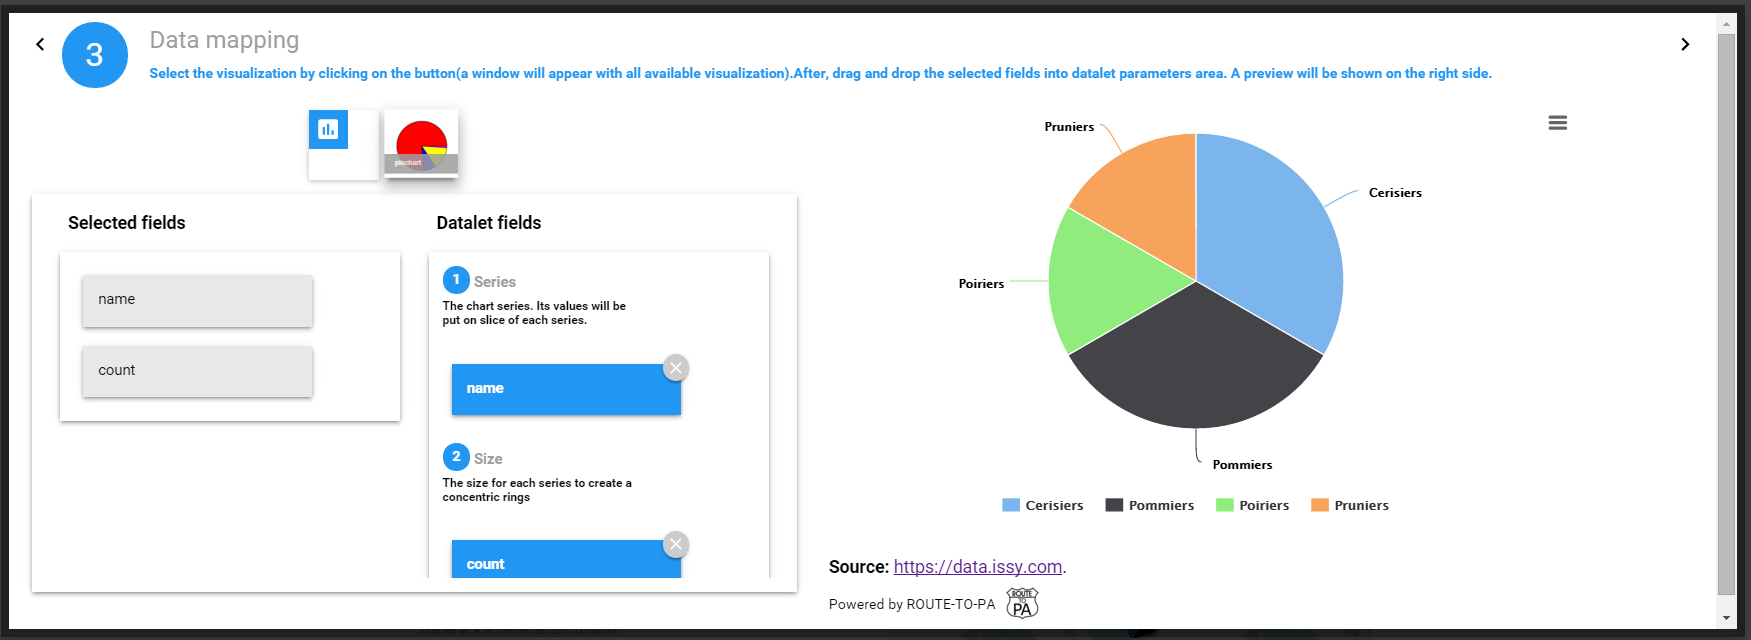 3
Data mapping
Select the visualization by clicking on the button(a window will appear with all available visualization).After, drag and drop the selected fields into datalet parameters area. A preview will be shown on the right side.
piechart
Selected fields
name
count
Datalet fields
1 Series
The chart series. Its values will be
put on slice of each series.
name
2 Size
The size for each series to create a
concentric rings
count
Pruniers
Cerisiers
Poiriers
Pommiers
Cerisiers Pommiers Poiriers Pruniers
Source: https://data.issy.com.
Powered by ROUTE-TO-PA
ROUTE
TO
PA
General • A General discussion